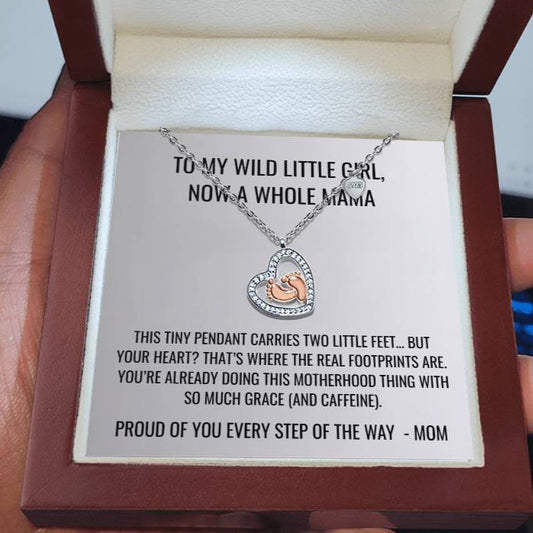 TO MY WILD LITTLE GIRL,
NOW A WHOLE MAMA
THIS TINY PENDANT CARRIES TWO LITTLE FEET... BUT
YOUR HEART? THAT'S WHERE THE REAL FOOTPRINTS ARE.
YOU'RE ALREADY DOING THIS MOTHERHOOD THING WITH
SO MUCH GRACE (AND CAFFEINE).
PROUD OF YOU EVERY STEP OF THE WAY - MOM